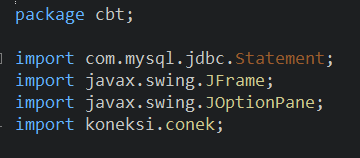 package cbt;
import com.mysql.jdbc.Statement;
import javax.swing.JFrame;
import javax.swing.JOptionPane;
import koneksi.conek;